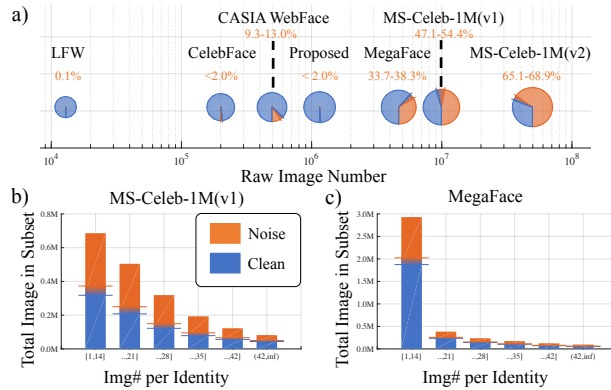 a)
CASIA WebFace MS-Celeb-1M(v1)
9.3-13.0% 47.1-54.4%
LFW CelebFace Proposed MegaFace MS-Celeb-1M(v2)
0.1% <2.0% < 2.0% 33.7-38.3% 65.1-68.9%
10^4 10^5 10^6 10^7 10^8
Raw Image Number
b) MS-Celeb-1M(v1)
Total Image in Subset
0.8M
0.6M
0.4M
0.2M
0.0
Noise
Clean
[1,14] ..,21] ..,28] ..,35] ..,42] (42,inf)
Img# per Identity
c) MegaFace
Total Image in Subset
3.0M
2.5M
2.0M
1.5M
1.0M
0.5M
0.0
[1,14] ..,21] ..,28] ..,35] ..,42] (42,inf)
Img# per Identity